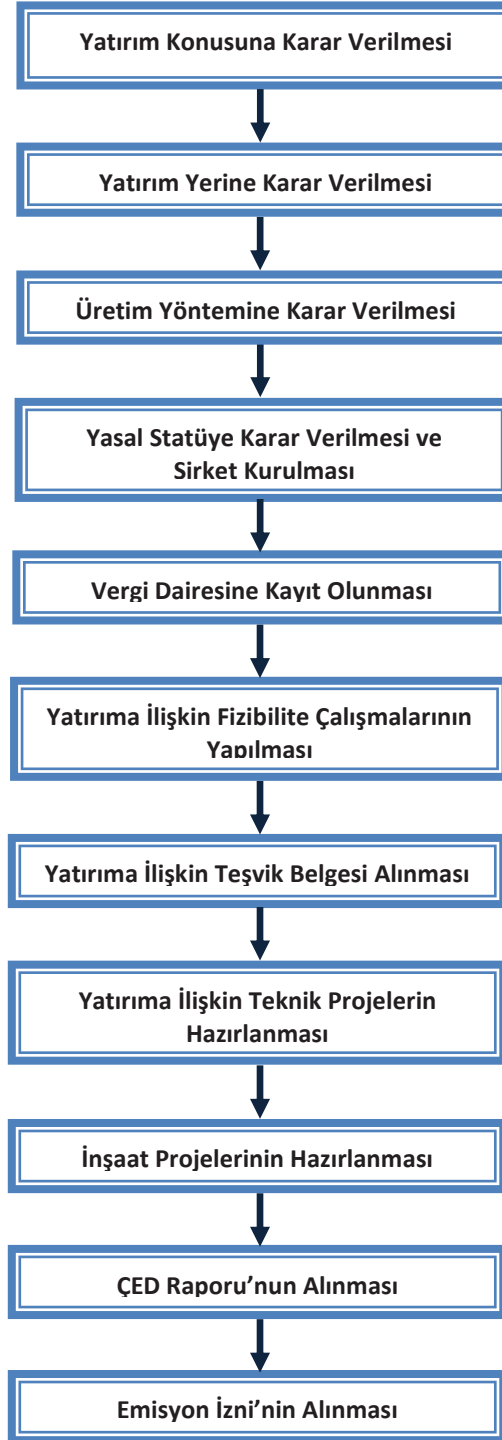 Yatırım Konusuna Karar Verilmesi
Yatırım Yerine Karar Verilmesi
Üretim Yöntemine Karar Verilmesi
Yasal Statüye Karar Verilmesi ve
Sirket Kurulması
Vergi Dairesine Kayıt Olunması
Yatırıma İlişkin Fizibilite Çalışmalarının
Yapılması
Yatırıma İlişkin Teşvik Belgesi Alınması
Yatırıma İlişkin Teknik Projelerin
Hazırlanması
İnşaat Projelerinin Hazırlanması
ÇED Raporu’nun Alınması
Emisyon İzni’nin Alınması